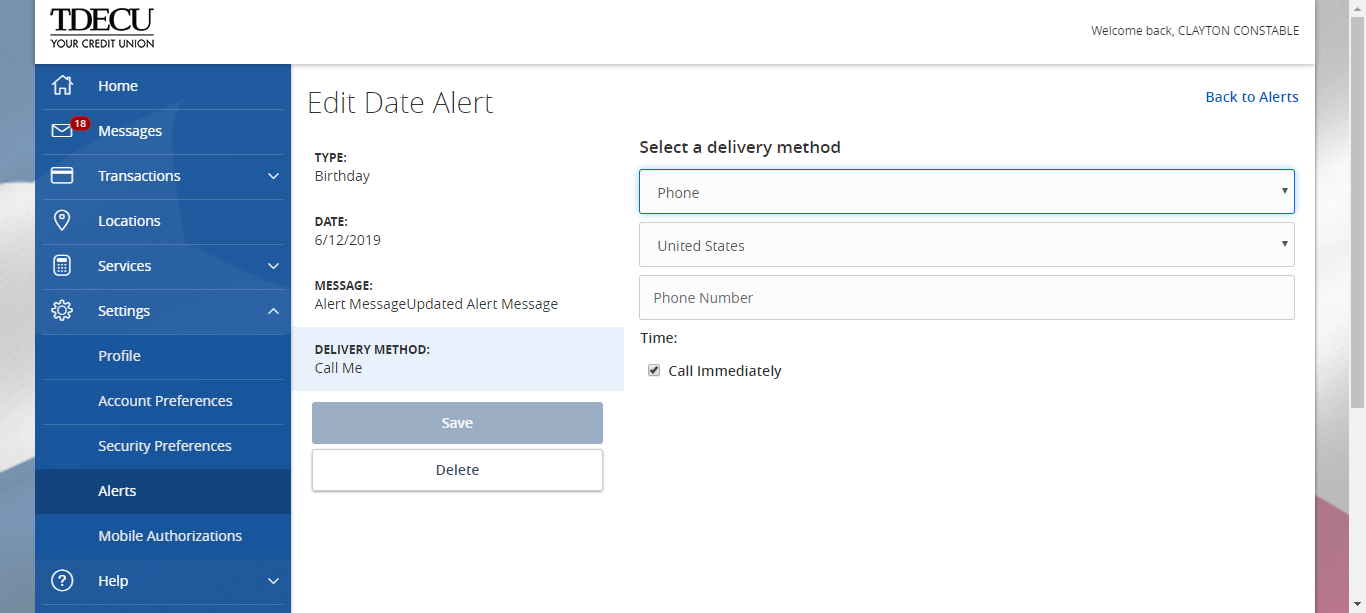 TDECU
YOUR CREDIT UNION
Welcome back, CLAYTON CONSTABLE
Home
18
Messages
Transactions
Locations
Services
Settings
Profile
Account Preferences
Security Preferences
Alerts
Mobile Authorizations
Help
Edit Date Alert
Back to Alerts
TYPE:
Birthday
DATE:
6/12/2019
MESSAGE:
Alert MessageUpdated Alert Message
DELIVERY METHOD:
Call Me
Save
Delete
Select a delivery method
Phone
United States
Phone Number
Time:
Call Immediately